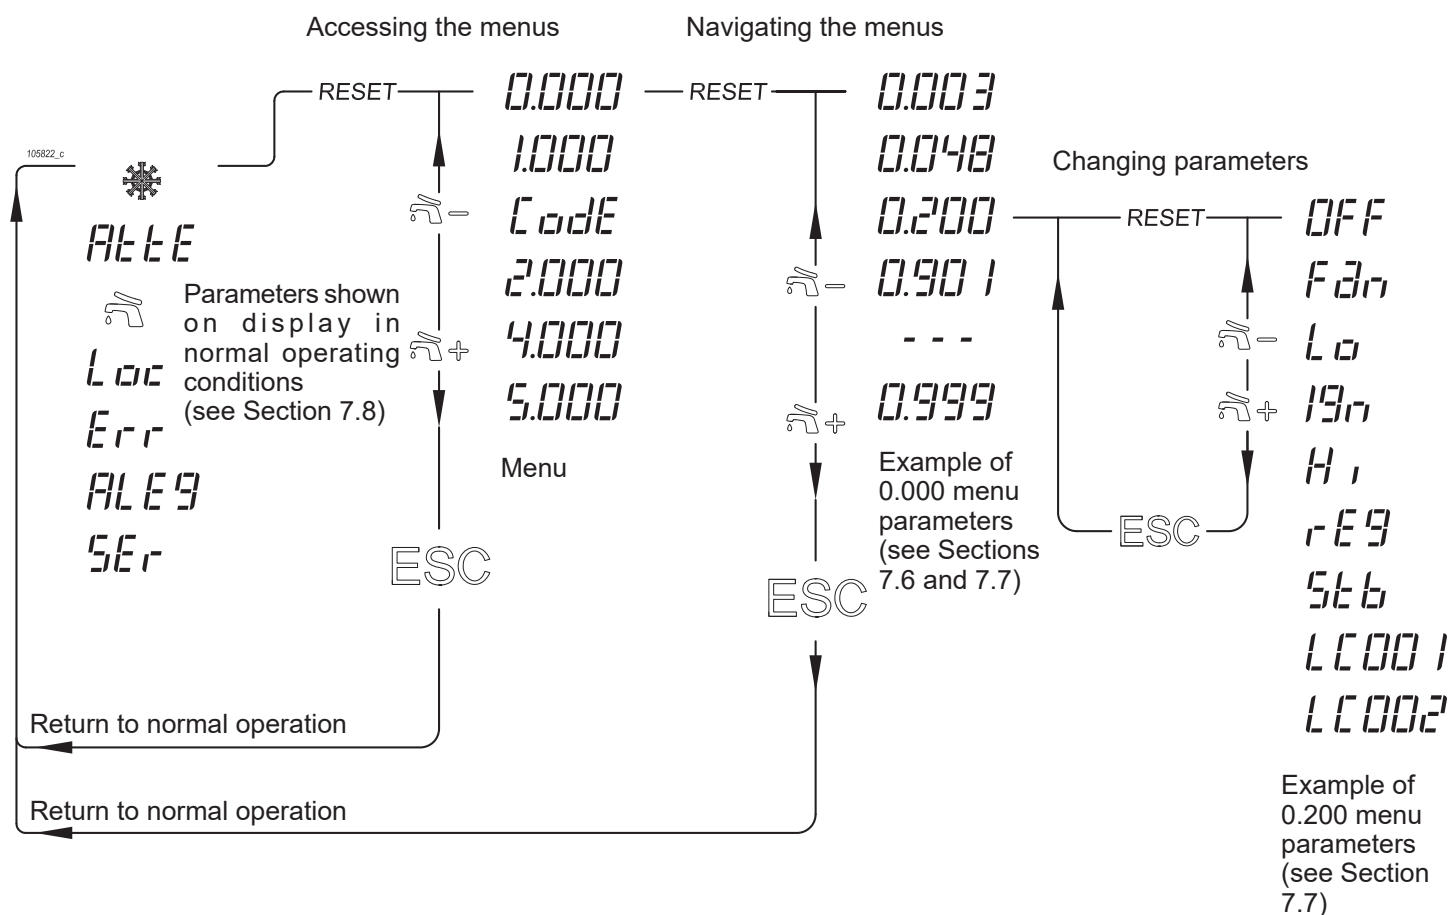 Accessing the menus
Navigating the menus
RESET
0.000
RESET
0.003
105822_c
1.000
0.048
Changing parameters
-
CodE
0.200
RESET
OFF
AttE
2.000
-
0.901
Fan
Parameters shown
on display in
normal operating
conditions
(see Section 7.8)
+
4.000
- - -
-
Lo
Loc
5.000
+
0.999
+
Ign
Err
Menu
Example of
0.000 menu
parameters
(see Sections
7.6 and 7.7)
Hi
ALEg
ESC
rEg
SEr
ESC
ESC
Stb
LC001
LC002
Return to normal operation
Return to normal operation
Example of
0.200 menu
parameters
(see Section
7.7)